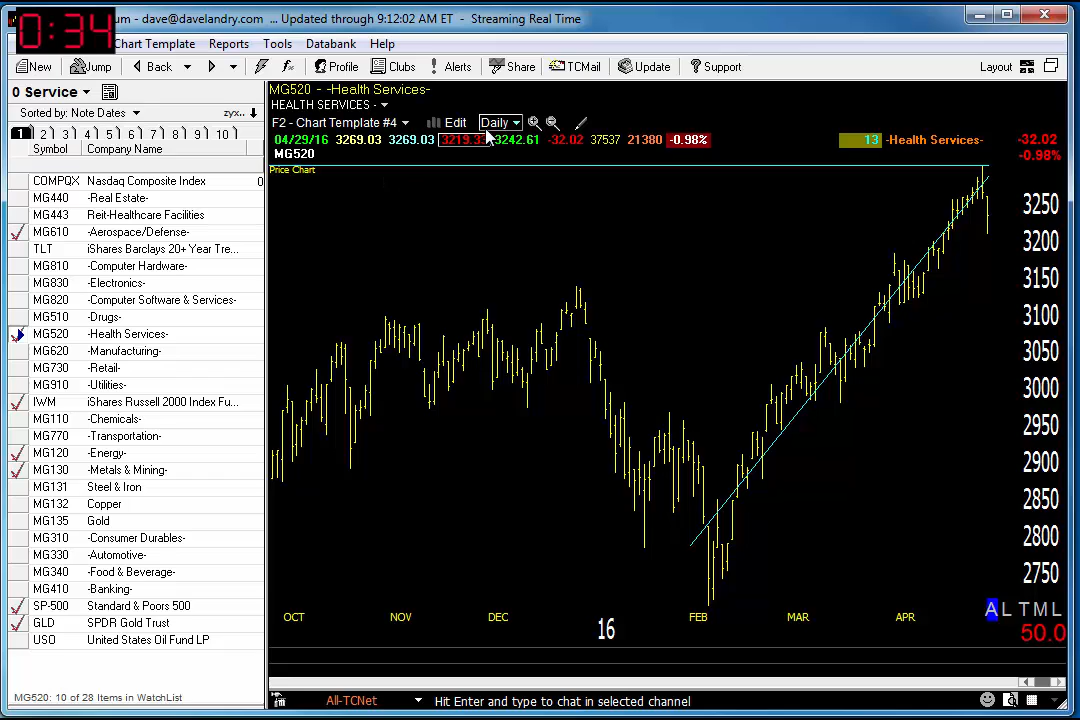 0:34
um - dave@davelandry.com ... Updated through 9:12:02 AM ET - Streaming Real Time
Chart Template Reports Tools Databank Help
New Jump Back Profile Clubs Alerts Share TCMail Update Support Layout
0 Service
Sorted by: Note Dates zyx..
1 2 3 4 5 6 7 8 9 10
Symbol Company Name
COMPQX Nasdaq Composite Index 0
MG440 -Real Estate-
MG443 Reit-Healthcare Facilities
MG610 -Aerospace/Defense-
TLT iShares Barclays 20+ Year Tre...
MG810 -Computer Hardware-
MG830 -Electronics-
MG820 -Computer Software & Services-
MG510 -Drugs-
MG520 -Health Services-
MG620 -Manufacturing-
MG730 -Retail-
MG910 -Utilities-
IWM iShares Russell 2000 Index Fu...
MG110 -Chemicals-
MG770 -Transportation-
MG120 -Energy-
MG130 -Metals & Mining-
MG131 Steel & Iron
MG132 Copper
MG135 Gold
MG310 -Consumer Durables-
MG330 -Automotive-
MG340 -Food & Beverage-
MG410 -Banking-
SP-500 Standard & Poors 500
GLD SPDR Gold Trust
USO United States Oil Fund LP
MG520: 10 of 28 Items in WatchList
MG520 - -Health Services-
HEALTH SERVICES -
F2 - Chart Template #4 Edit Daily
04/29/16 3269.03 3269.03 3242.61 -32.02 37537 21380 -0.98% 13 -Health Services- -32.02
-0.98%
MG520
Price Chart
3250
3200
3150
3100
3050
3000
2950
2900
2850
2800
2750
OCT NOV DEC 16 FEB MAR APR
A L T M L
50.0
All-TCNet Hit Enter and type to chat in selected channel